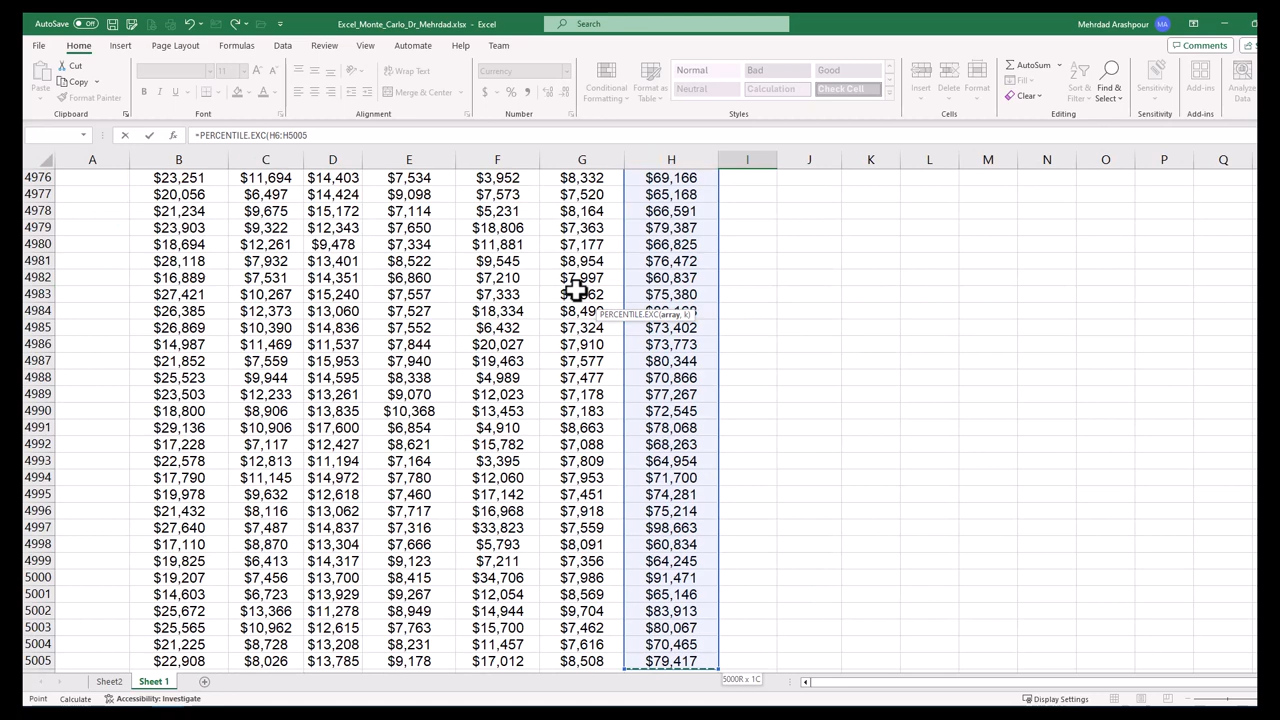 AutoSave Off Excel_Monte_Carlo_Dr_Mehrdad.xlsx - Excel Search Mehrdad Arashpour MA
File Home Insert Page Layout Formulas Data Review View Automate Help Team Comments
Cut Wrap Text Currency Normal Bad Good AutoSum
Copy Fill
Paste Format Painter B I U Merge & Center $ % Conditional Formatting Format as Table Neutral Calculation Check Cell Insert Delete Format Clear Sort & Filter Find & Select Sensitivity Add-ins Analyze Data
Clipboard Font Alignment Number Styles Cells Editing Sensitivity Add-ins
fx =PERCENTILE.EXC(H6:H5005
A B C D E F G H I J K L M N O P Q
4976 $23,251 $11,694 $14,403 $7,534 $3,952 $8,332 $69,166
4977 $20,056 $6,497 $14,424 $9,098 $7,573 $7,520 $65,168
4978 $21,234 $9,675 $15,172 $7,114 $5,231 $8,164 $66,591
4979 $23,903 $9,322 $12,343 $7,650 $18,806 $7,363 $79,387
4980 $18,694 $12,261 $9,478 $7,334 $11,881 $7,177 $66,825
4981 $28,118 $7,932 $13,401 $8,522 $9,545 $8,954 $76,472
4982 $16,889 $7,531 $14,351 $6,860 $7,210 $7,997 $60,837
4983 $27,421 $10,267 $15,240 $7,557 $7,333 $75,380
4984 $26,385 $12,373 $13,060 $7,527 $18,334
PERCENTILE.EXC(array, k)
4985 $26,869 $10,390 $14,836 $7,552 $6,432 $7,324 $73,402
4986 $14,987 $11,469 $11,537 $7,844 $20,027 $7,910 $73,773
4987 $21,852 $7,559 $15,953 $7,940 $19,463 $7,577 $80,344
4988 $25,523 $9,944 $14,595 $8,338 $4,989 $7,477 $70,866
4989 $23,503 $12,233 $13,261 $9,070 $12,023 $7,178 $77,267
4990 $18,800 $8,906 $13,835 $10,368 $13,453 $7,183 $72,545
4991 $29,136 $10,906 $17,600 $6,854 $4,910 $8,663 $78,068
4992 $17,228 $7,117 $12,427 $8,621 $15,782 $7,088 $68,263
4993 $22,578 $12,813 $11,194 $7,164 $3,395 $7,809 $64,954
4994 $17,790 $11,145 $14,972 $7,780 $12,060 $7,953 $71,700
4995 $19,978 $9,632 $12,618 $7,460 $17,142 $7,451 $74,281
4996 $21,432 $8,116 $13,062 $7,717 $16,968 $7,918 $75,214
4997 $27,640 $7,487 $14,837 $7,316 $33,823 $7,559 $98,663
4998 $17,110 $8,870 $13,304 $7,666 $5,793 $8,091 $60,834
4999 $19,825 $6,413 $14,317 $9,123 $7,211 $7,356 $64,245
5000 $19,207 $7,456 $13,700 $8,415 $34,706 $7,986 $91,471
5001 $14,603 $6,723 $13,929 $9,267 $12,054 $8,569 $65,146
5002 $25,672 $13,366 $11,278 $8,949 $14,944 $9,704 $83,913
5003 $25,565 $10,962 $12,615 $7,763 $15,700 $7,462 $80,067
5004 $21,225 $8,728 $13,208 $8,231 $11,457 $7,616 $70,465
5005 $22,908 $8,026 $13,785 $9,178 $17,012 $8,508 $79,417
Sheet2 Sheet 1 5000R x 1C
Point Calculate Accessibility: Investigate Display Settings